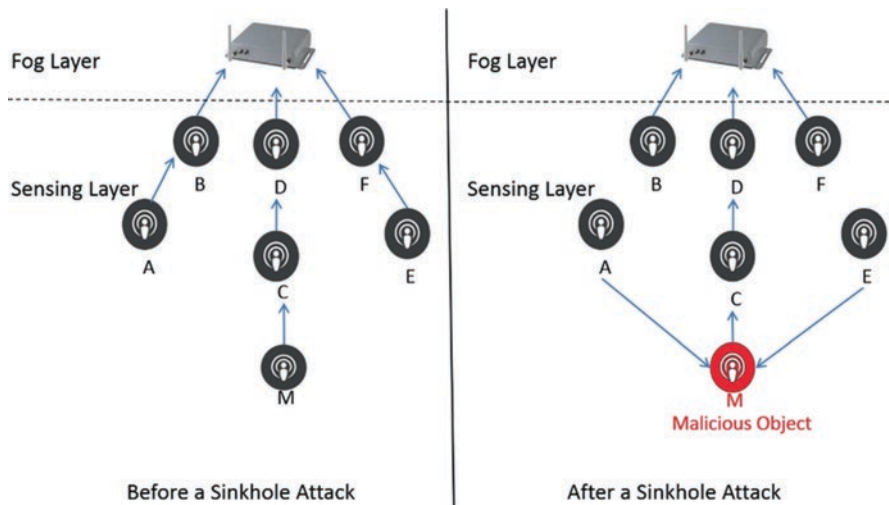 Fog Layer
Sensing Layer
B
D
F
A
C
E
M
Before a Sinkhole Attack
Fog Layer
Sensing Layer
B
D
F
A
C
E
M
Malicious Object
After a Sinkhole Attack